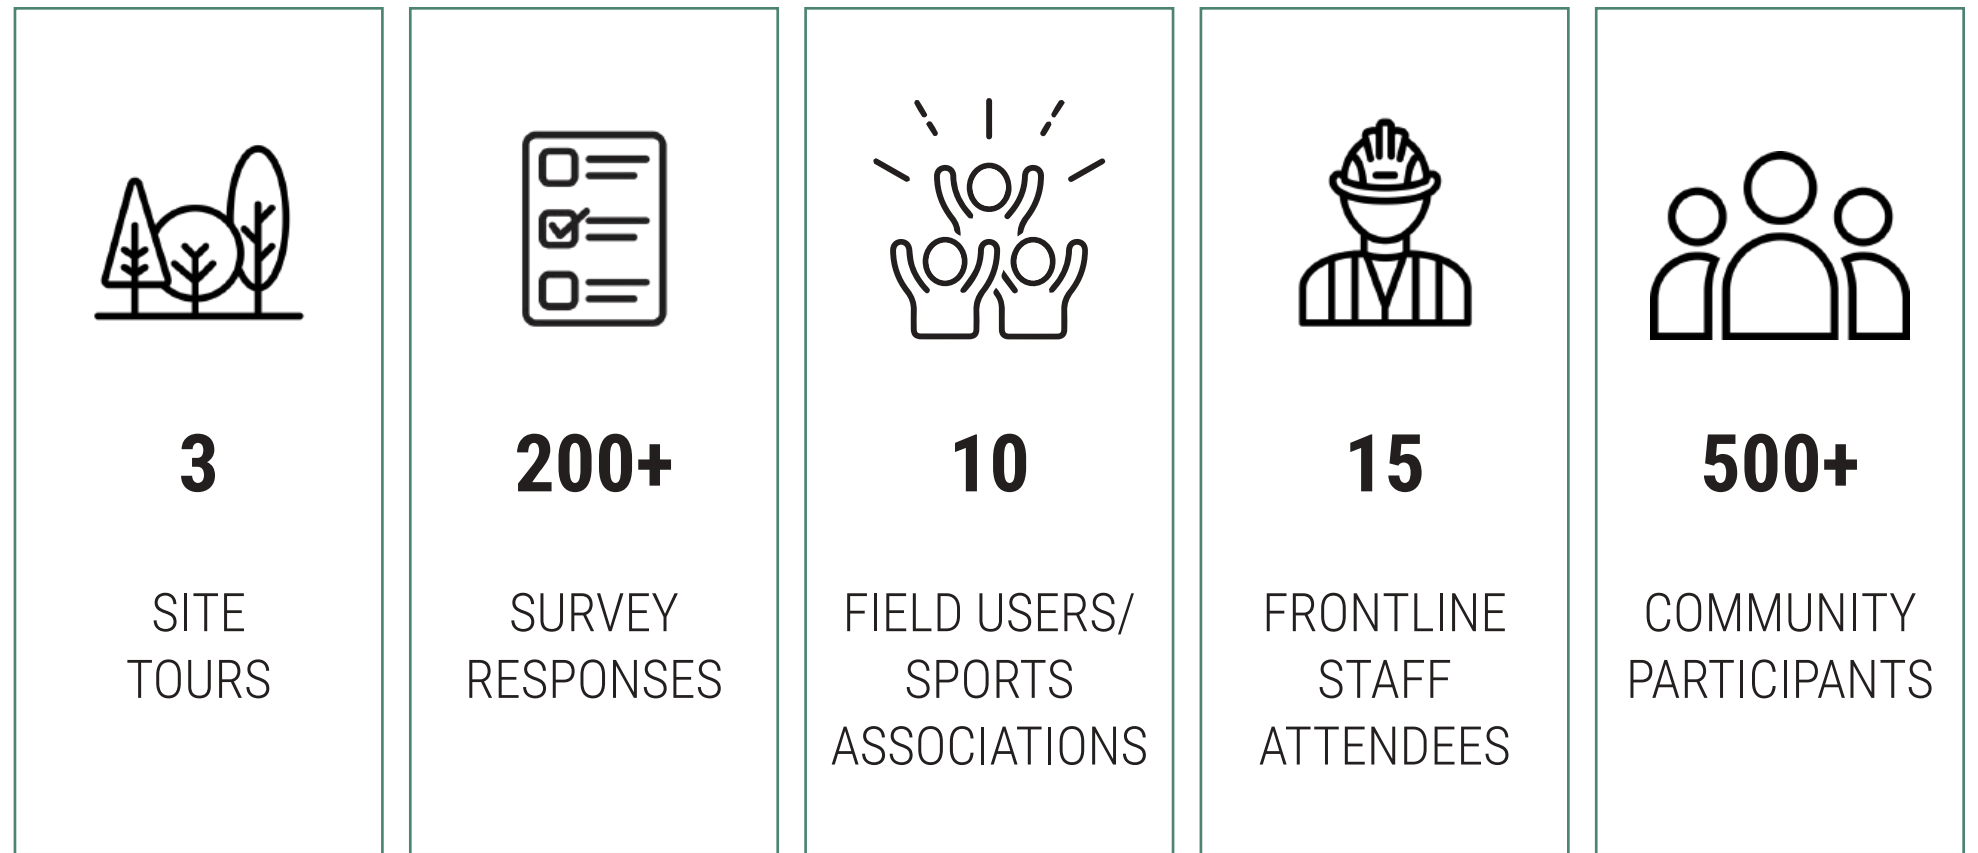 3
SITE
TOURS
200+
SURVEY
RESPONSES
10
FIELD USERS/
SPORTS
ASSOCIATIONS
15
FRONTLINE
STAFF
ATTENDEES
500+
COMMUNITY
PARTICIPANTS